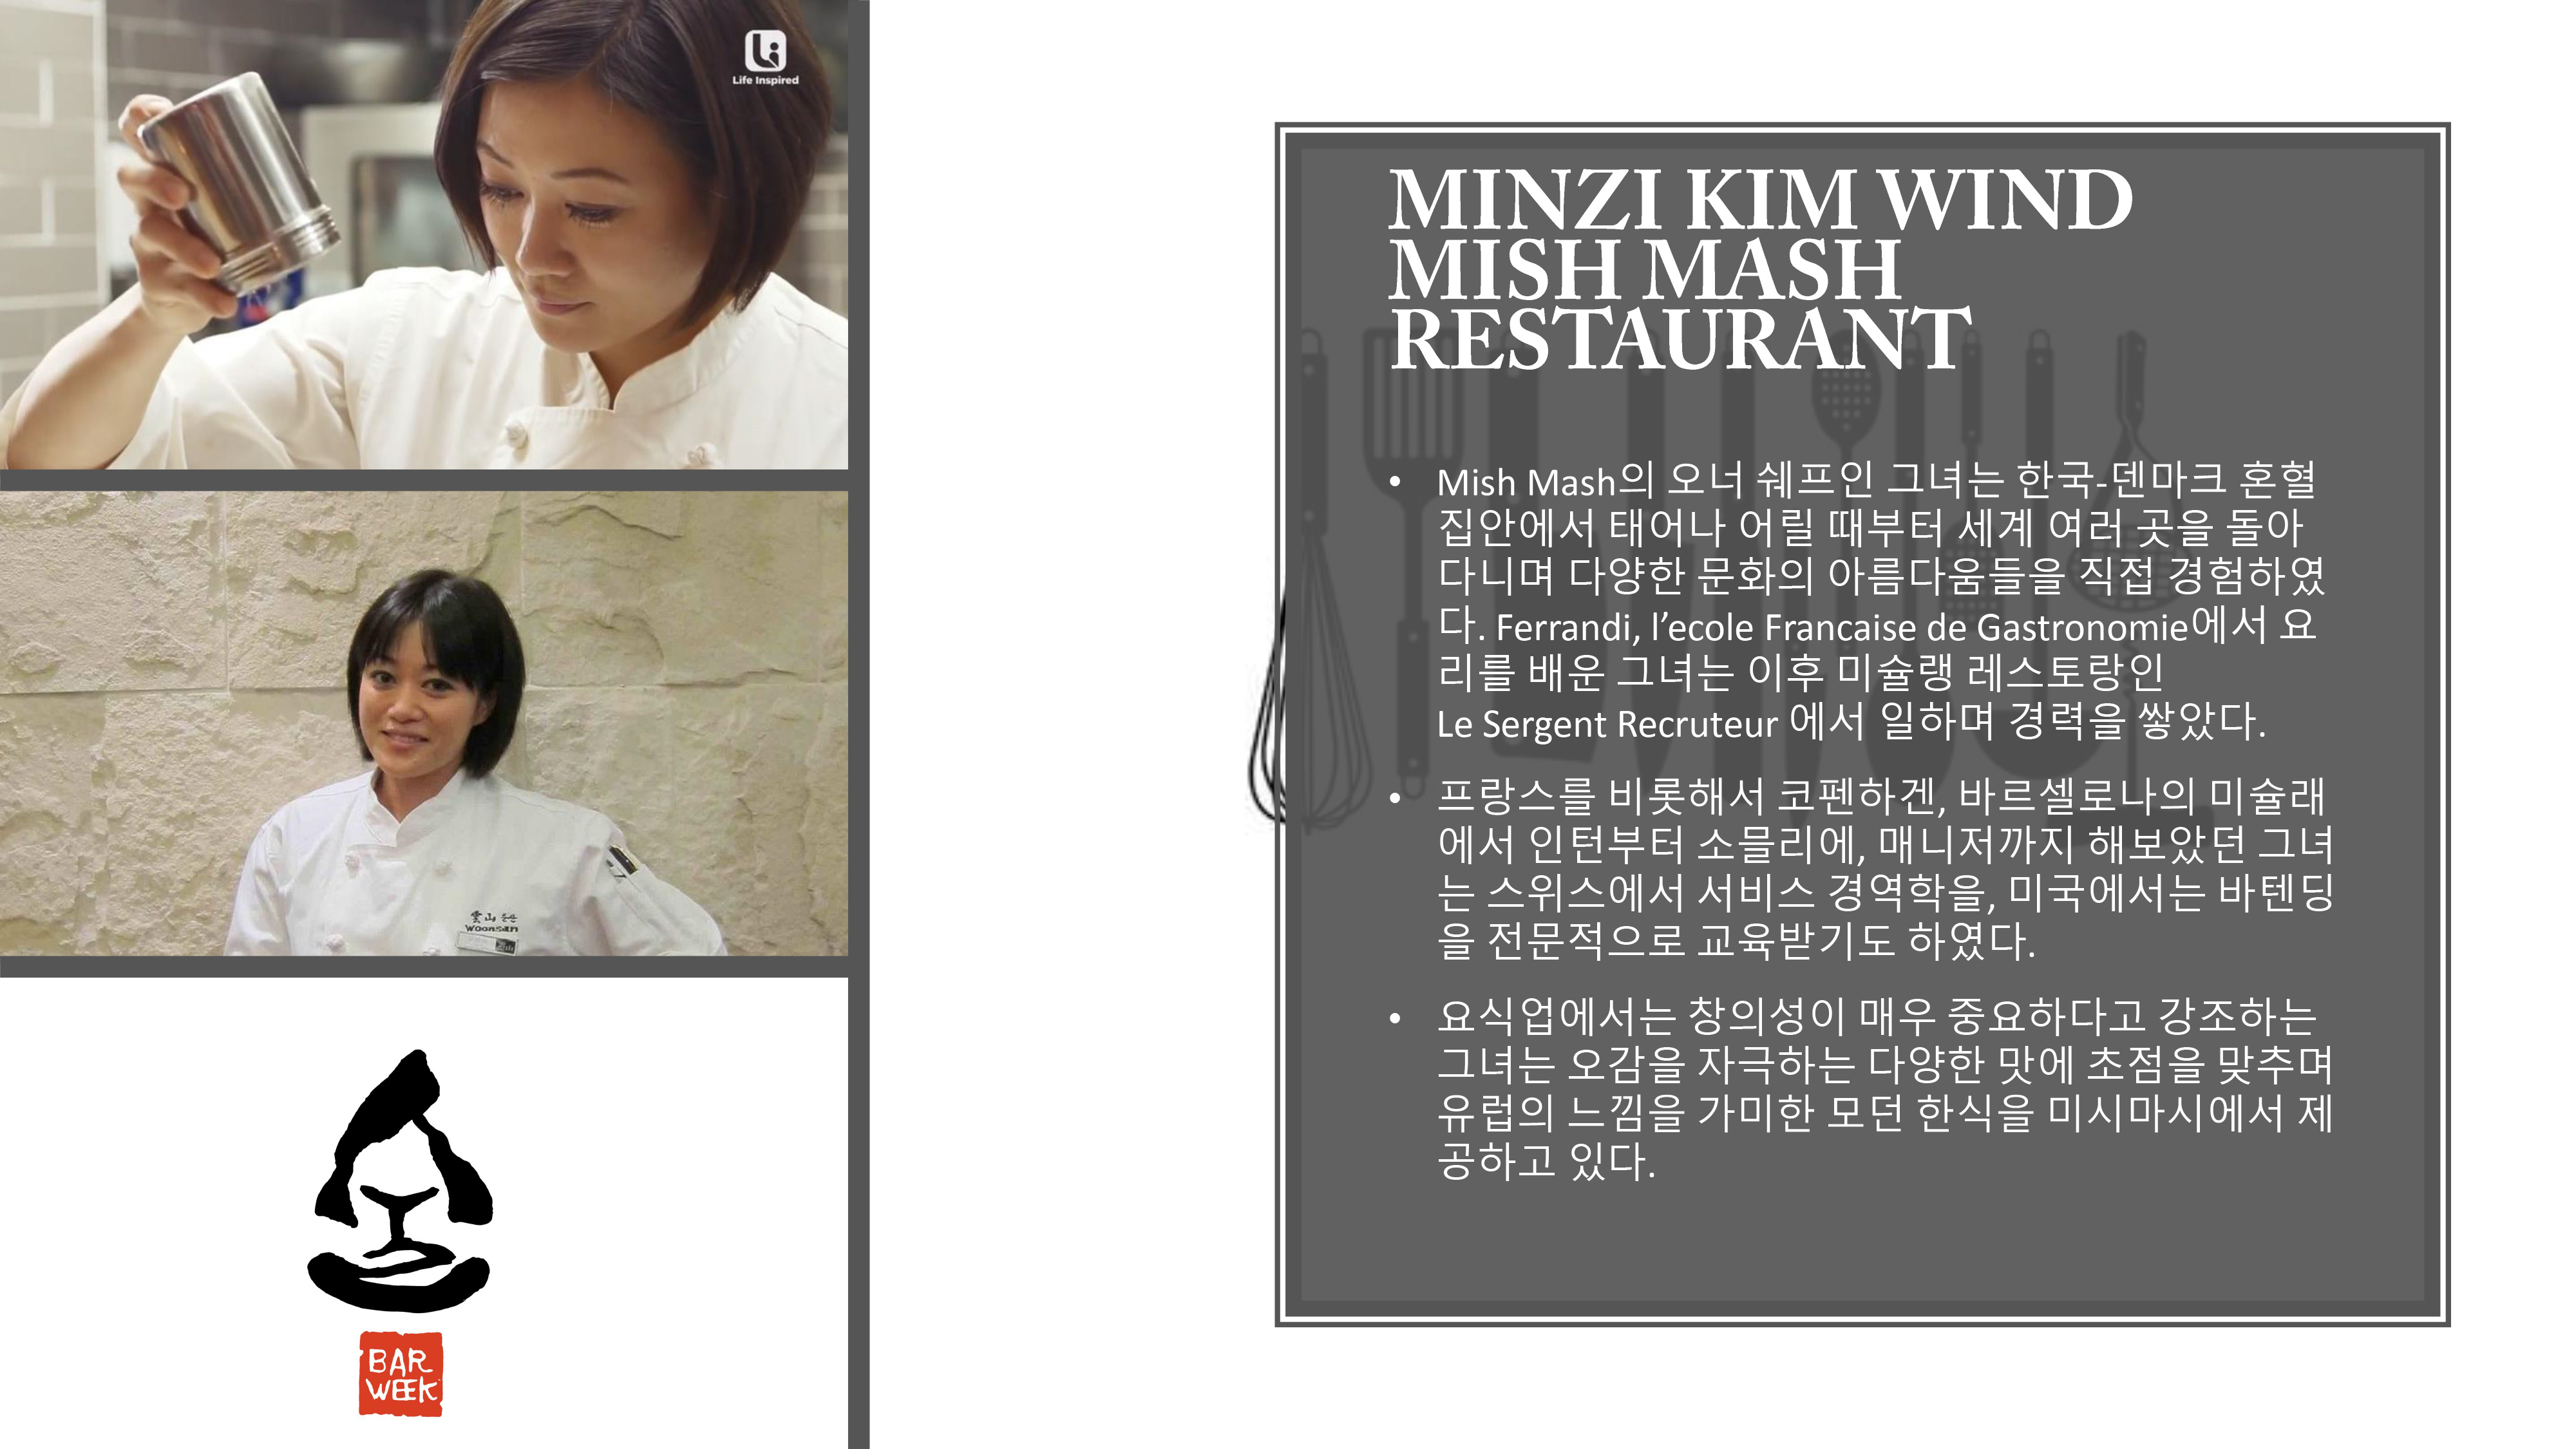 Life Inspired
雲山 운산
Woonsan
BAR
WEEK
MINZI KIM WIND
MISH MASH
RESTAURANT
• Mish Mash의 오너 쉐프인 그녀는 한국-덴마크 혼혈
집안에서 태어나 어릴 때부터 세계 여러 곳을 돌아
다니며 다양한 문화의 아름다움들을 직접 경험하였
다. Ferrandi, l’ecole Francaise de Gastronomie에서 요
리를 배운 그녀는 이후 미슐랭 레스토랑인
Le Sergent Recruteur 에서 일하며 경력을 쌓았다.
• 프랑스를 비롯해서 코펜하겐, 바르셀로나의 미슐래
에서 인턴부터 소믈리에, 매니저까지 해보았던 그녀
는 스위스에서 서비스 경역학을, 미국에서는 바텐딩
을 전문적으로 교육받기도 하였다.
• 요식업에서는 창의성이 매우 중요하다고 강조하는
그녀는 오감을 자극하는 다양한 맛에 초점을 맞추며
유럽의 느낌을 가미한 모던 한식을 미시마시에서 제
공하고 있다.